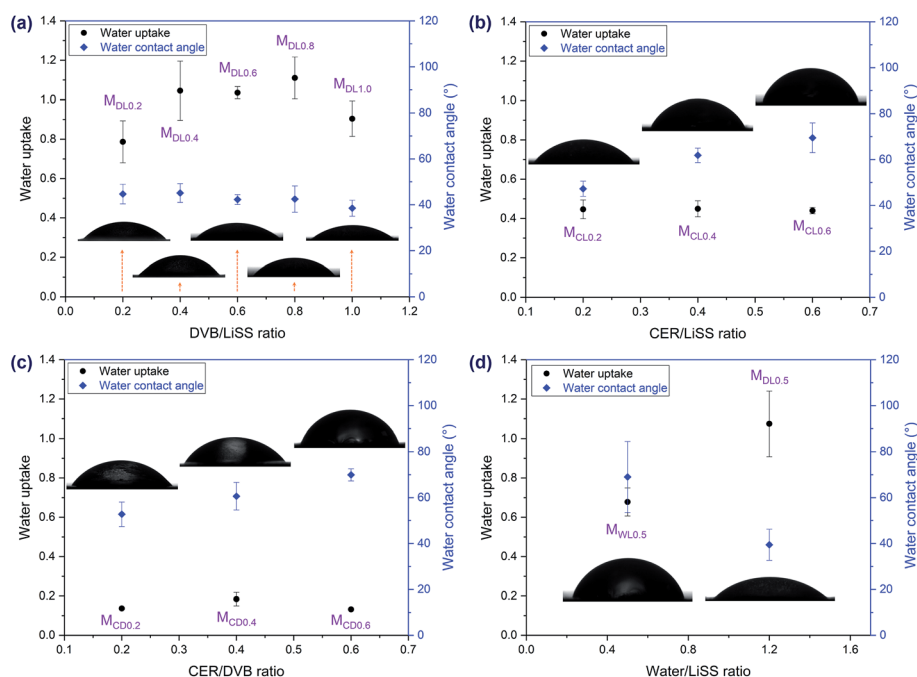 (a)
Water uptake
Water contact angle
M_DL0.2
M_DL0.4
M_DL0.6
M_DL0.8
M_DL1.0
1.4
1.2
1.0
0.8
0.6
0.4
0.2
0.0
Water uptake
120
100
80
60
40
20
0
Water contact angle (°)
0.0 0.2 0.4 0.6 0.8 1.0 1.2
DVB/LiSS ratio
(b)
Water uptake
Water contact angle
M_CL0.2
M_CL0.4
M_CL0.6
1.4
1.2
1.0
0.8
0.6
0.4
0.2
0.0
Water uptake
120
100
80
60
40
20
0
Water contact angle (°)
0.1 0.2 0.3 0.4 0.5 0.6 0.7
CER/LiSS ratio
(c)
Water uptake
Water contact angle
M_CD0.2
M_CD0.4
M_CD0.6
1.4
1.2
1.0
0.8
0.6
0.4
0.2
0.0
Water uptake
120
100
80
60
40
20
0
Water contact angle (°)
0.1 0.2 0.3 0.4 0.5 0.6 0.7
CER/DVB ratio
(d)
Water uptake
Water contact angle
M_WL0.5
M_DL0.5
1.4
1.2
1.0
0.8
0.6
0.4
0.2
0.0
Water uptake
120
100
80
60
40
20
0
Water contact angle (°)
0.0 0.4 0.8 1.2 1.6
Water/LiSS ratio